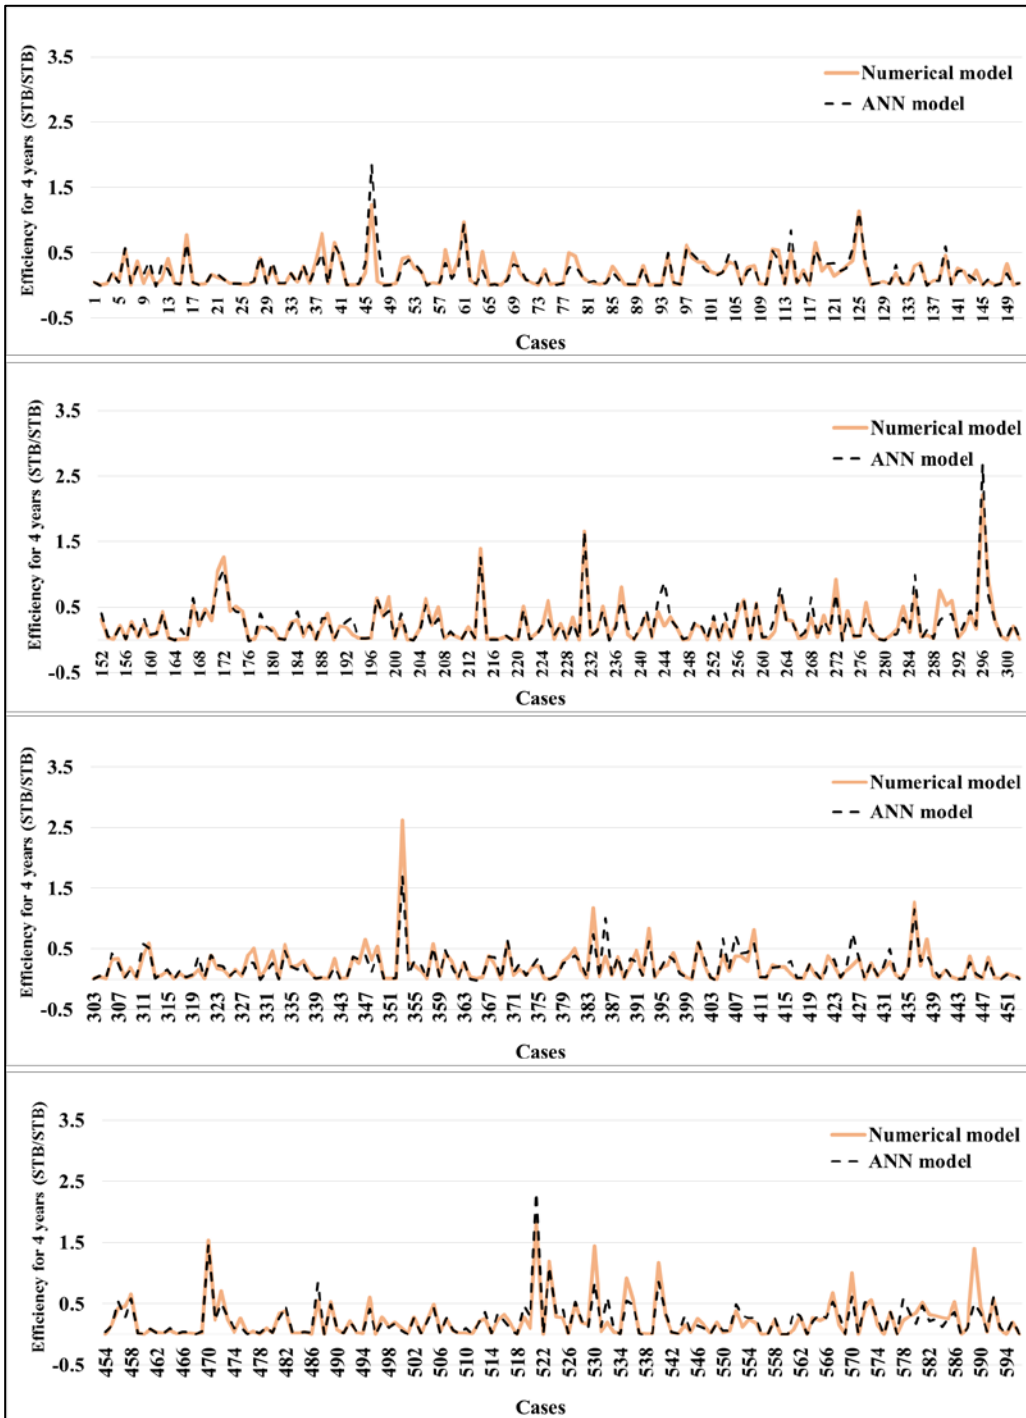 Efficiency for 4 years (STB/STB)
3.5
2.5
1.5
0.5
-0.5
Numerical model
ANN model
1 5 9 13 17 21 25 29 33 37 41 45 49 53 57 61 65 69 73 77 81 85 89 93 97 101 105 109 113 117 121 125 129 133 137 141 145 149
Cases
Efficiency for 4 years (STB/STB)
3.5
2.5
1.5
0.5
-0.5
Numerical model
ANN model
152 156 160 164 168 172 176 180 184 188 192 196 200 204 208 212 216 220 224 228 232 236 240 244 248 252 256 260 264 268 272 276 280 284 288 292 296 300
Cases
Efficiency for 4 years (STB/STB)
3.5
2.5
1.5
0.5
-0.5
Numerical model
ANN model
303 307 311 315 319 323 327 331 335 339 343 347 351 355 359 363 367 371 375 379 383 387 391 395 399 403 407 411 415 419 423 427 431 435 439 443 447 451
Cases
Efficiency for 4 years (STB/STB)
3.5
2.5
1.5
0.5
-0.5
Numerical model
ANN model
454 458 462 466 470 474 478 482 486 490 494 498 502 506 510 514 518 522 526 530 534 538 542 546 550 554 558 562 566 570 574 578 582 586 590 594
Cases